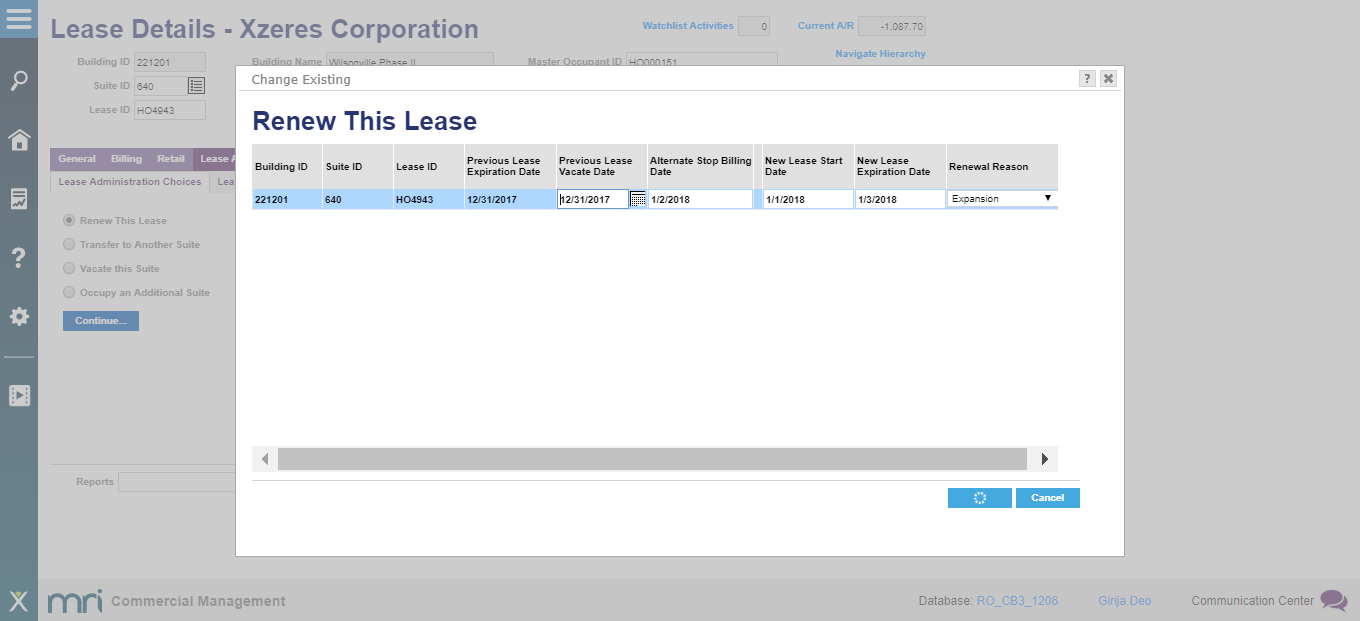 Lease Details - Xzeres Corporation
Watchlist Activities 0 Current A/R -1,087.70
Navigate Hierarchy
Building ID 221201 Building Name Wilsonville Phase II Master Occupant ID HO000151
Suite ID 640
Lease ID HO4943
General Billing Retail Lease A
Lease Administration Choices Lea
Renew This Lease
Transfer to Another Suite
Vacate this Suite
Occupy an Additional Suite
Continue...
Reports
Change Existing ?
Renew This Lease
Building ID Suite ID Lease ID Previous Lease Expiration Date Previous Lease Vacate Date Alternate Stop Billing Date New Lease Start Date New Lease Expiration Date Renewal Reason
221201 640 HO4943 12/31/2017 12/31/2017 1/2/2018 1/1/2018 1/3/2018 Expansion
Cancel
mri Commercial Management Database: RO_CB3_1206 Girija Deo Communication Center